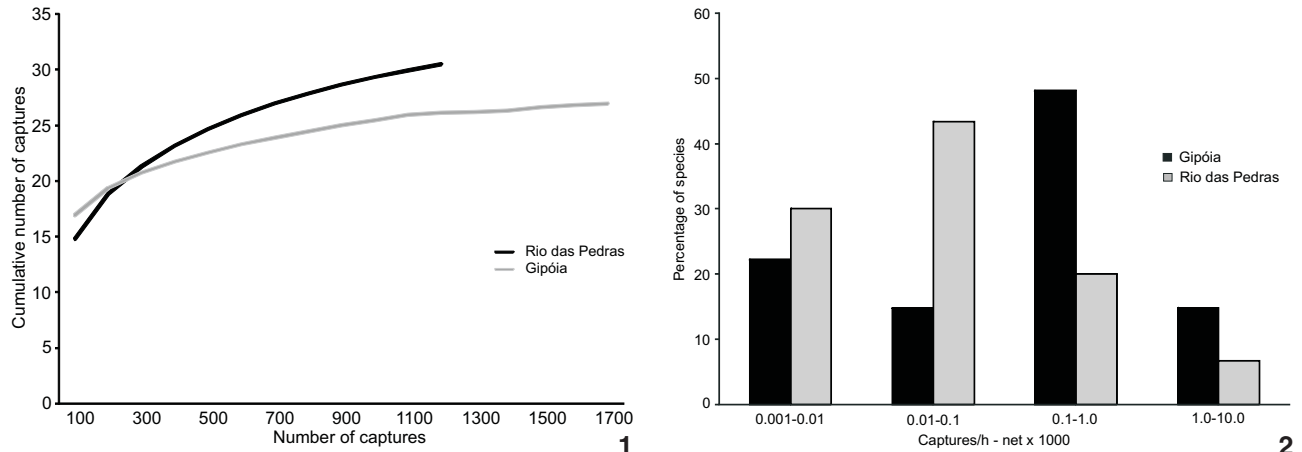 35
30
25
20
15
10
5
0
Cumulative number of captures
100 300 500 700 900 1100 1300 1500 1700
Number of captures
Rio das Pedras
Gipóia
1
60
50
40
30
20
10
0
Percentage of species
0.001-0.01 0.01-0.1 0.1-1.0 1.0-10.0
Captures/h - net x 1000
Gipóia
Rio das Pedras
2